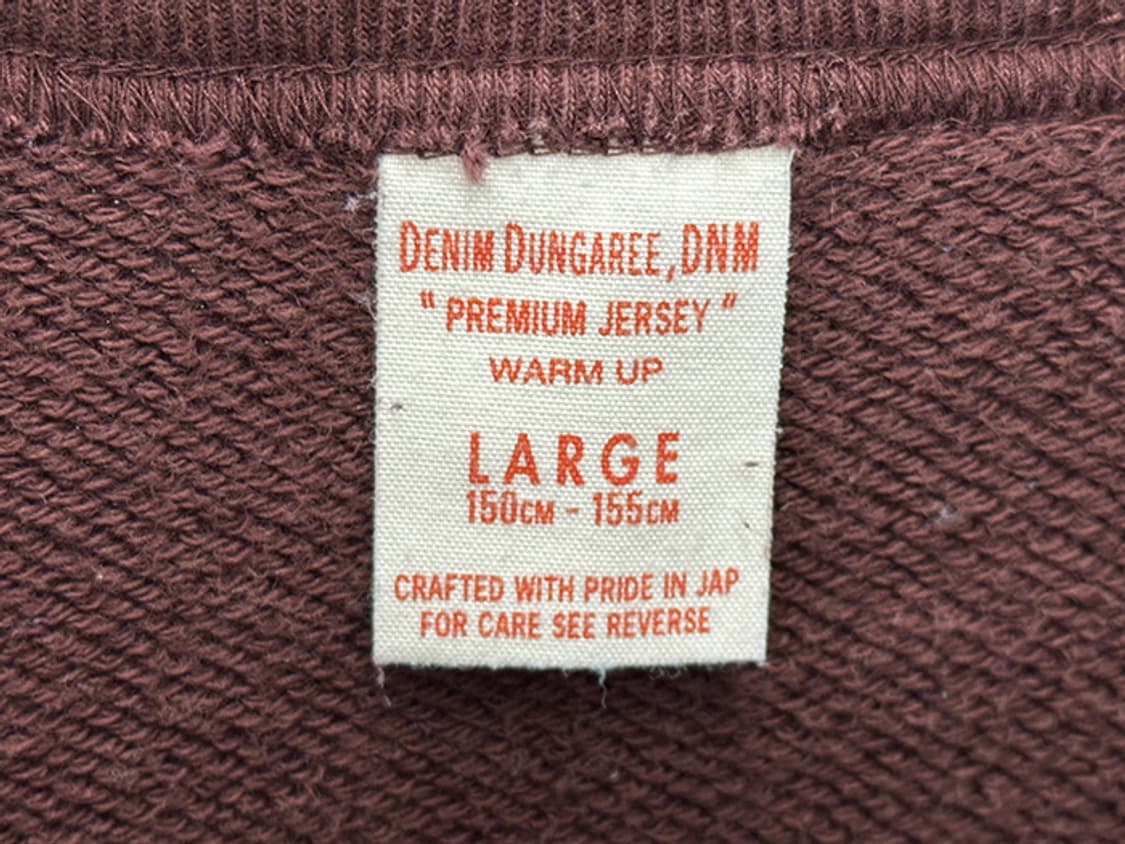 DENIM DUNGAREE, DNM
" PREMIUM JERSEY "
WARM UP
LARGE
150CM - 155CM
CRAFTED WITH PRIDE IN JAP
FOR CARE SEE REVERSE